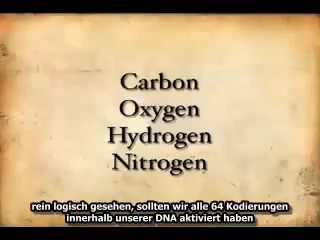 Carbon
Oxygen
Hydrogen
Nitrogen
rein logisch gesehen, sollten wir alle 64 Kodierungen
innerhalb unserer DNA aktiviert haben